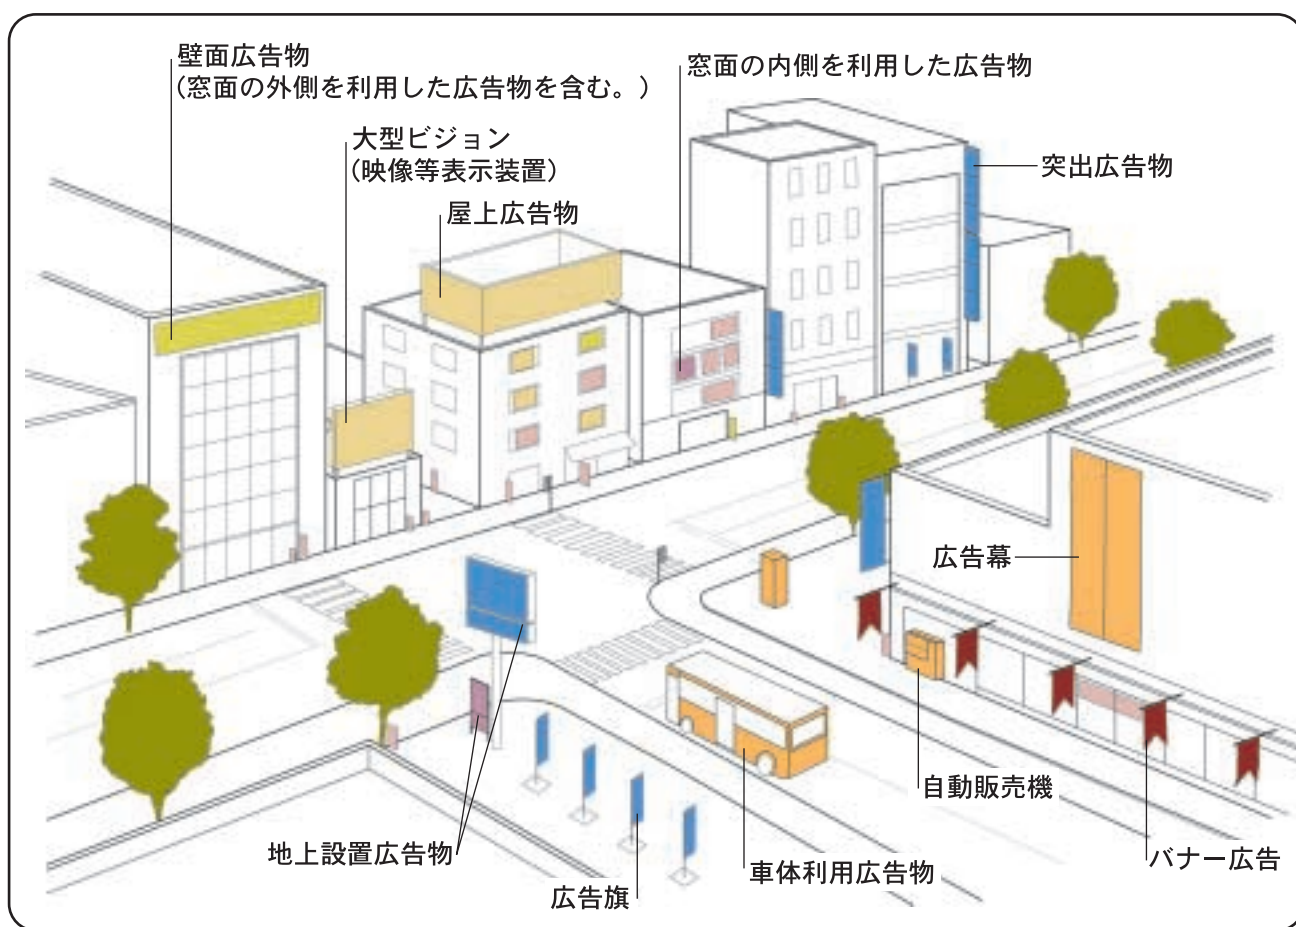 壁面広告物
(窓面の外側を利用した広告物を含む。)
窓面の内側を利用した広告物
大型ビジョン
(映像等表示装置)
突出広告物
屋上広告物
広告幕
自動販売機
地上設置広告物
バナー広告
車体利用広告物
広告旗